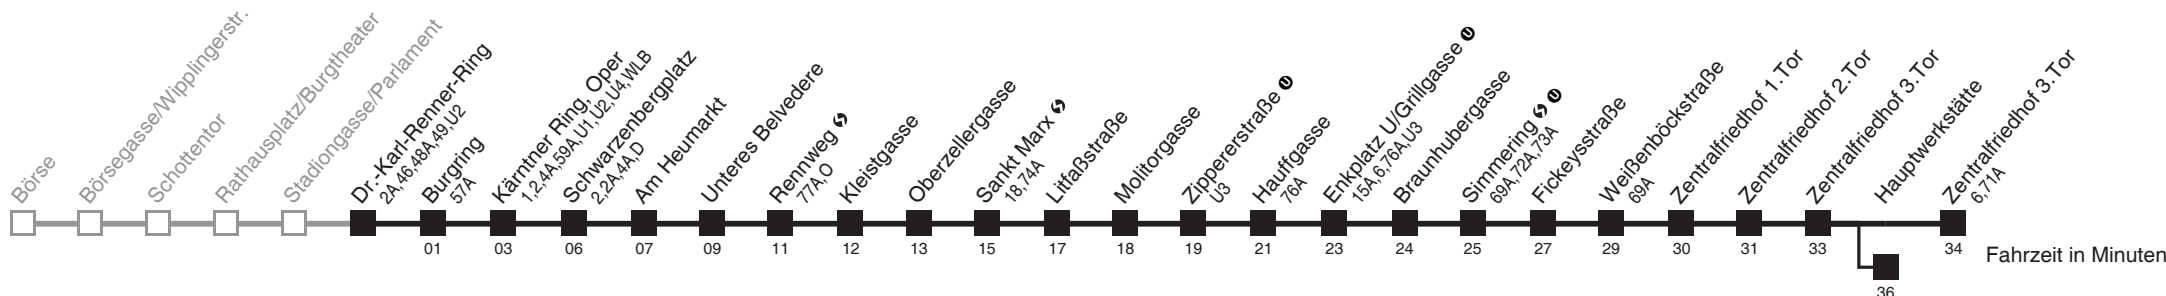 Börse
Börsegasse/Wipplingerstr.
Schottentor
Rathausplatz/Burgtheater
Stadiongasse/Parlament
Dr.-Karl-Renner-Ring
2A,46,48A,49,U2
Burgring
57A
Kärntner Ring, Oper
1,2,4A,59A,U1,U2,U4,WLB
Schwarzenbergplatz
2,2A,4A,D
Am Heumarkt
Unteres Belvedere
Rennweg S
77A,O
Kleistgasse
Oberzellergasse
Sankt Marx S
18,74A
Litfaßstraße
Molitorgasse
Zippererstraße U
U3
Hauffgasse
76A
Enkplatz U/Grillgasse U
15A,6,76A,U3
Braunhubergasse
Simmering S U
69A,72A,73A
Fickeysstraße
Weißenböckstraße
69A
Zentralfriedhof 1.Tor
Zentralfriedhof 2.Tor
Zentralfriedhof 3.Tor
Hauptwerkstätte
Zentralfriedhof 3.Tor
6,71A
01 03 06 07 09 11 12 13 15 17 18 19 21 23 24 25 27 29 30 31 33 34
Fahrzeit in Minuten
36